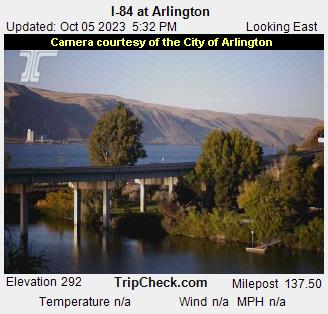 I-84 at Arlington
Updated: Oct 05 2023 5:32 PM Looking East
Camera courtesy of the City of Arlington
Elevation 292 TripCheck.com Milepost 137.50
Temperature n/a Wind n/a MPH n/a